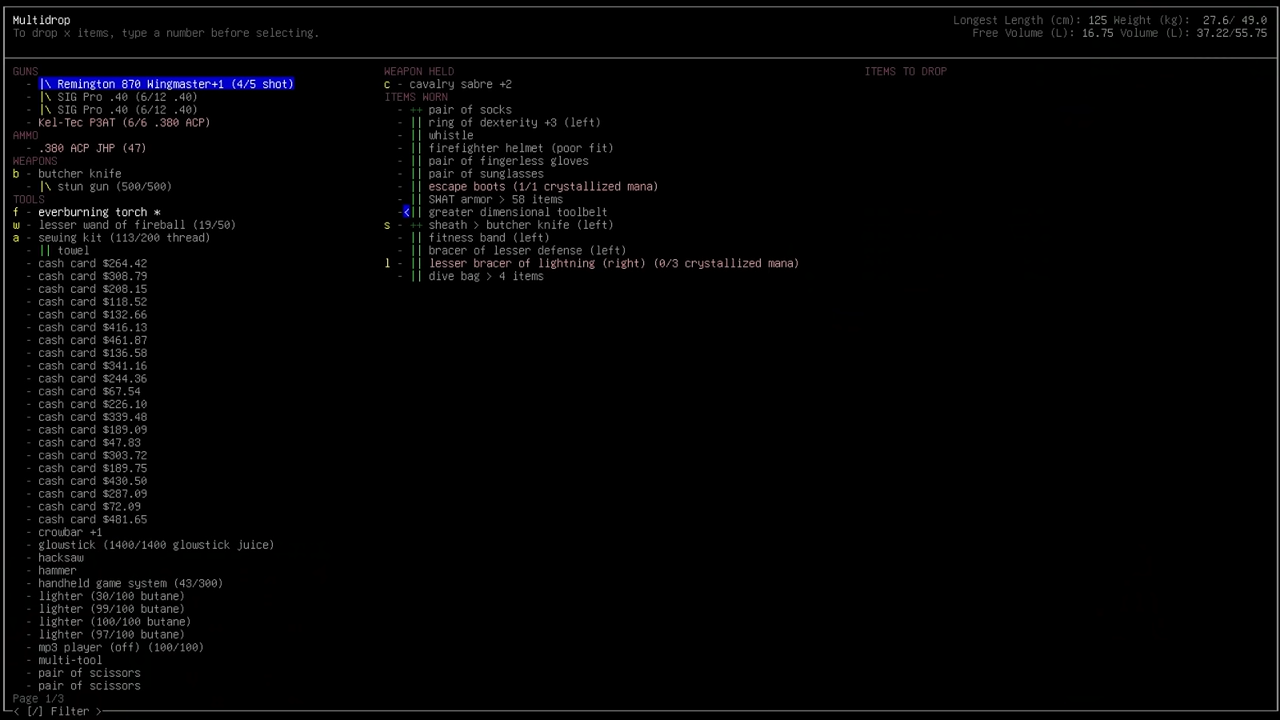 Multidrop
To drop x items, type a number before selecting.
Longest Length (cm): 125 Weight (kg): 27.6/ 49.0
Free Volume (L): 16.75 Volume (L): 37.22/55.75
GUNS
- |\ Remington 870 Wingmaster+1 (4/5 shot)
- |\ SIG Pro .40 (6/12 .40)
- |\ SIG Pro .40 (6/12 .40)
- Kel-Tec P3AT (6/6 .380 ACP)
AMMO
- .380 ACP JHP (47)
WEAPONS
b - butcher knife
- |\ stun gun (500/500)
TOOLS
f - everburning torch *
w - lesser wand of fireball (19/50)
a - sewing kit (113/200 thread)
- || towel
- cash card $264.42
- cash card $308.79
- cash card $208.15
- cash card $118.52
- cash card $132.66
- cash card $416.13
- cash card $461.87
- cash card $136.58
- cash card $341.16
- cash card $244.36
- cash card $67.54
- cash card $226.10
- cash card $339.48
- cash card $189.09
- cash card $47.83
- cash card $303.72
- cash card $189.75
- cash card $430.50
- cash card $287.09
- cash card $72.09
- cash card $481.65
- crowbar +1
- glowstick (1400/1400 glowstick juice)
- hacksaw
- hammer
- handheld game system (43/300)
- lighter (30/100 butane)
- lighter (99/100 butane)
- lighter (100/100 butane)
- lighter (97/100 butane)
- mp3 player (off) (100/100)
- multi-tool
- pair of scissors
- pair of scissors
Page 1/3
< [/] Filter >
WEAPON HELD
c - cavalry sabre +2
ITEMS WORN
- ++ pair of socks
- || ring of dexterity +3 (left)
- || whistle
- || firefighter helmet (poor fit)
- || pair of fingerless gloves
- || pair of sunglasses
- || escape boots (1/1 crystallized mana)
- || SWAT armor > 58 items
-<|| greater dimensional toolbelt
s - ++ sheath > butcher knife (left)
- || fitness band (left)
- || bracer of lesser defense (left)
l - || lesser bracer of lightning (right) (0/3 crystallized mana)
- || dive bag > 4 items
ITEMS TO DROP